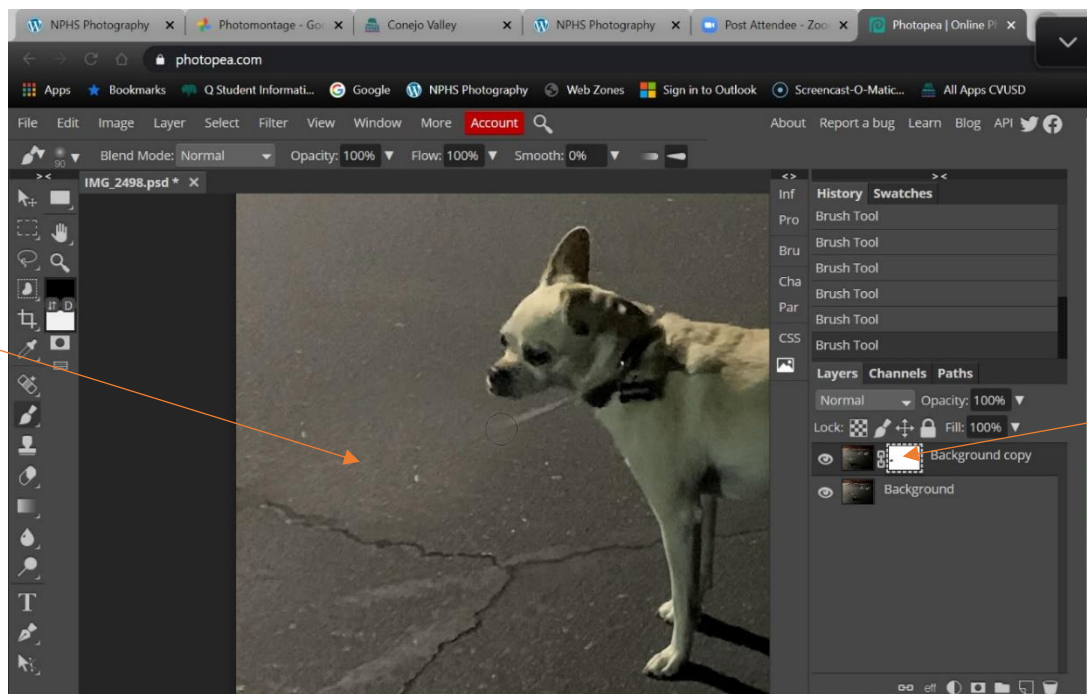 NPHS Photography
Photomontage - Goo
Conejo Valley
NPHS Photography
Post Attendee - Zoo
Photopea | Online Ph
photopea.com
Apps Bookmarks Q Student Informati... Google NPHS Photography Web Zones Sign in to Outlook Screencast-O-Matic... All Apps CVUSD
File Edit Image Layer Select Filter View Window More Account About Report a bug Learn Blog API
90 Blend Mode: Normal Opacity: 100% Flow: 100% Smooth: 0%
IMG_2498.psd *
Inf
Pro
Bru
Cha
Par
CSS
History Swatches
Brush Tool
Brush Tool
Brush Tool
Brush Tool
Brush Tool
Brush Tool
Layers Channels Paths
Normal Opacity: 100%
Lock: Fill: 100%
Background copy
Background
D
T
eff